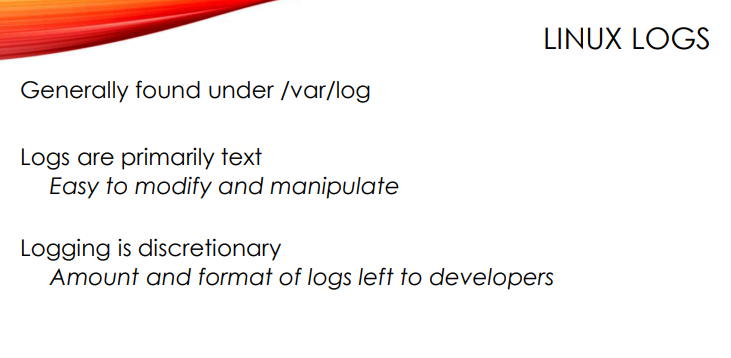 LINUX LOGS
Generally found under /var/log
Logs are primarily text
Easy to modify and manipulate
Logging is discretionary
Amount and format of logs left to developers